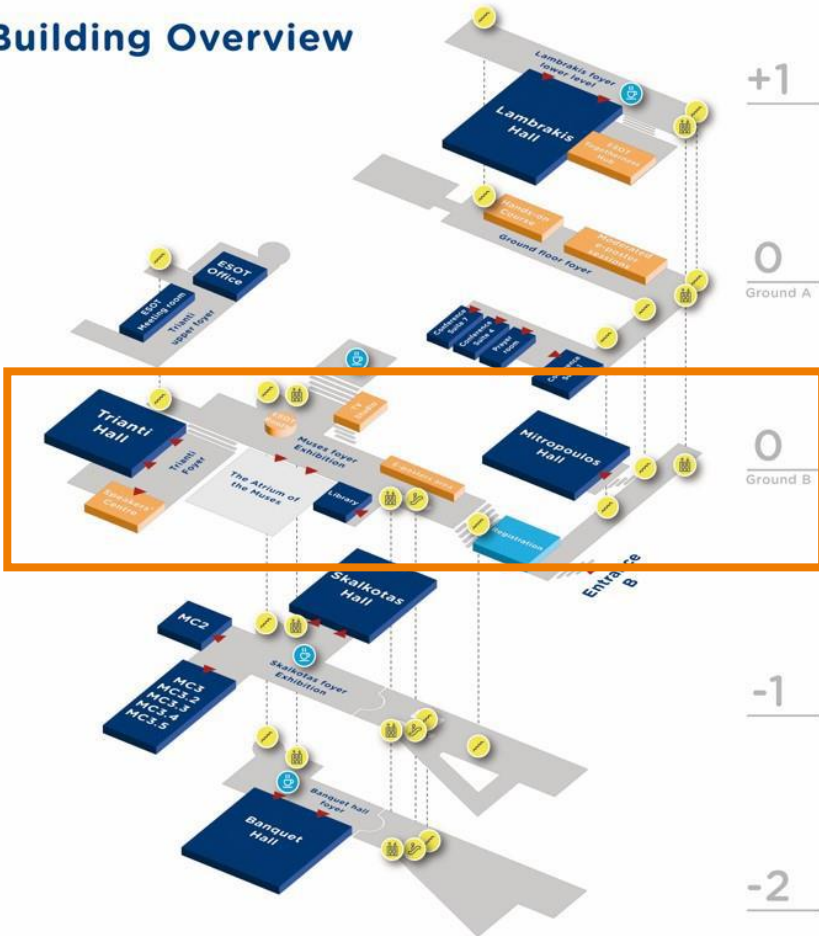 Building Overview
+1
Lambrakis foyer
lower level
Lambrakis
Hall
ESOT
Togetherness
Hub
Hands-on
Course
Ground floor foyer
Moderated
e-poster
sessions
0
Ground A
ESOT
Office
ESOT
Meeting room
Trianti
upper foyer
Conference
Suite 7
Conference
Suite 4
Prayer
room
Trianti
Hall
Trianti
Foyer
Speakers'
Centre
Muses foyer
Exhibition
The Atrium of
the Muses
Library
Mitropoulos
Hall
0
Ground B
Registration
Entrance
B
Skalkotas
Hall
MC2
MC3
MC3.2
MC3.3
MC3.4
MC3.5
Skalkotas foyer
Exhibition
-1
Banquet hall
foyer
Banquet
Hall
-2